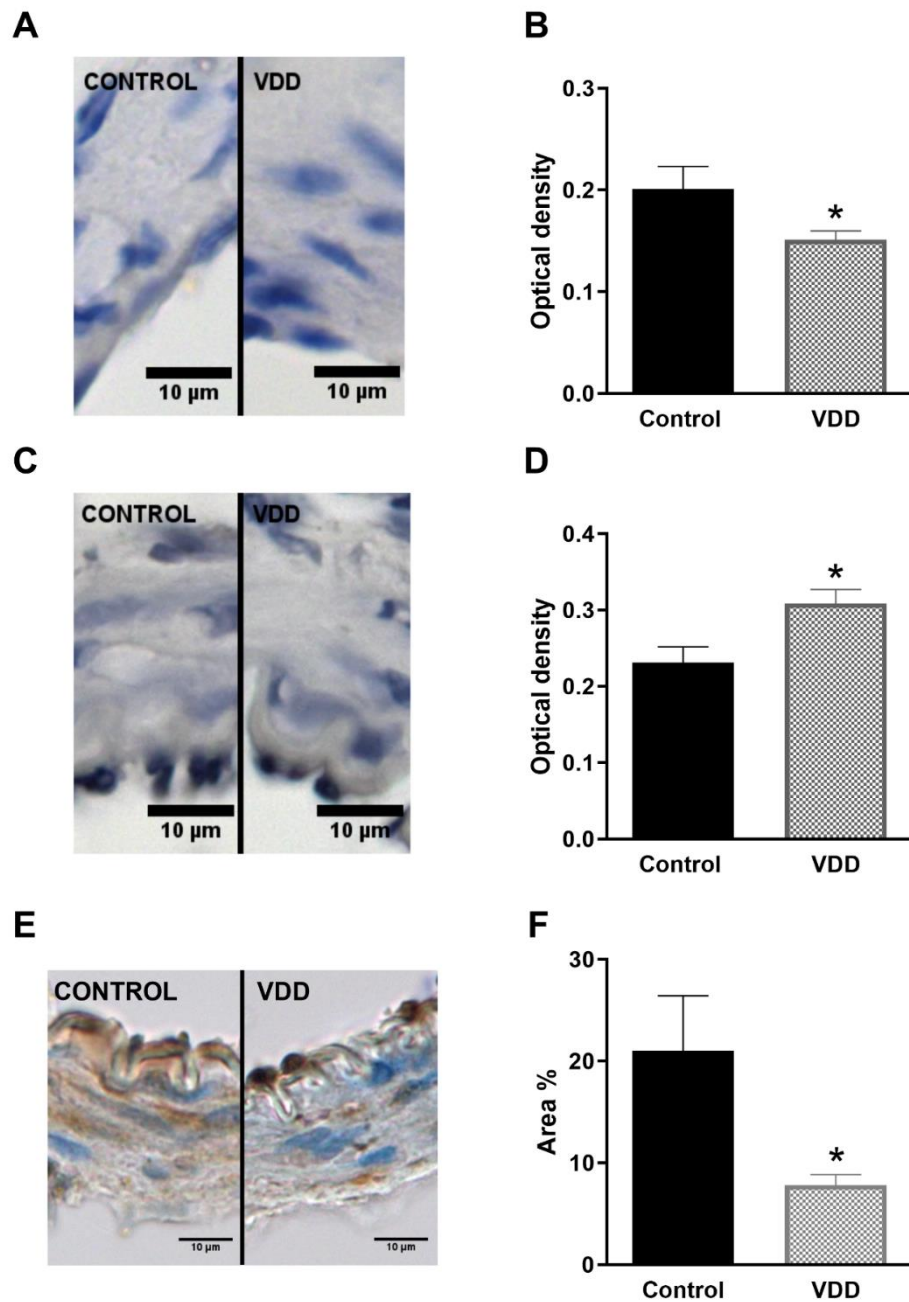 A
CONTROL
VDD
10 µm
10 µm
B
0.3
0.2
0.1
0.0
Optical density
*
Control
VDD
C
CONTROL
VDD
10 µm
10 µm
D
0.4
0.3
0.2
0.1
0.0
Optical density
*
Control
VDD
E
CONTROL
VDD
10 µm
10 µm
F
30
20
10
0
Area %
*
Control
VDD